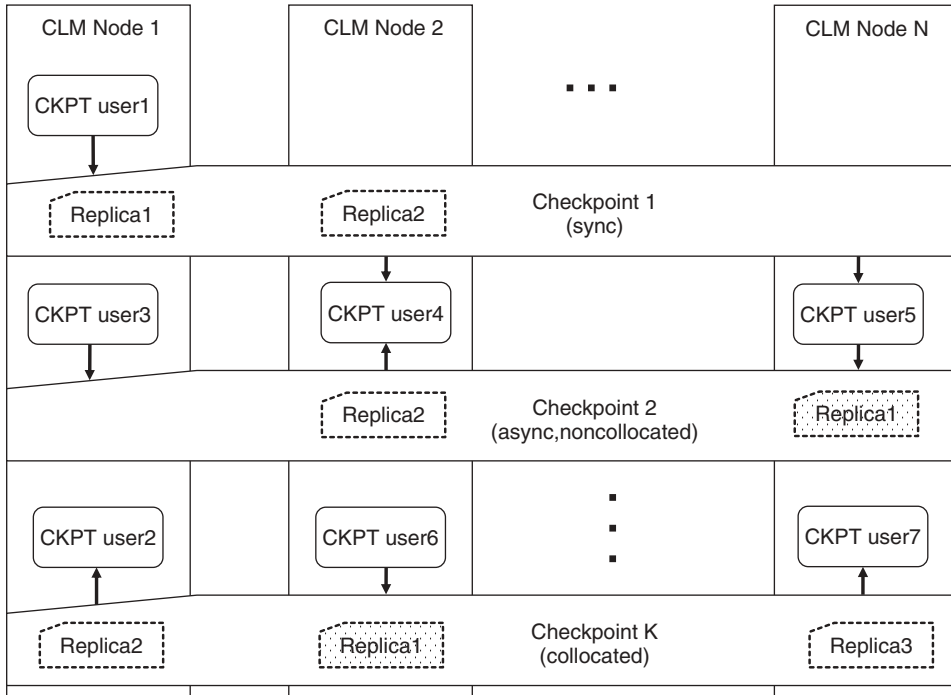 CLM Node 1
CLM Node 2
CLM Node N
CKPT user1
Replica1
Replica2
Checkpoint 1
(sync)
CKPT user3
CKPT user4
CKPT user5
Replica2
Checkpoint 2
(async,noncollocated)
Replica1
CKPT user2
CKPT user6
CKPT user7
Replica2
Replica1
Checkpoint K
(collocated)
Replica3